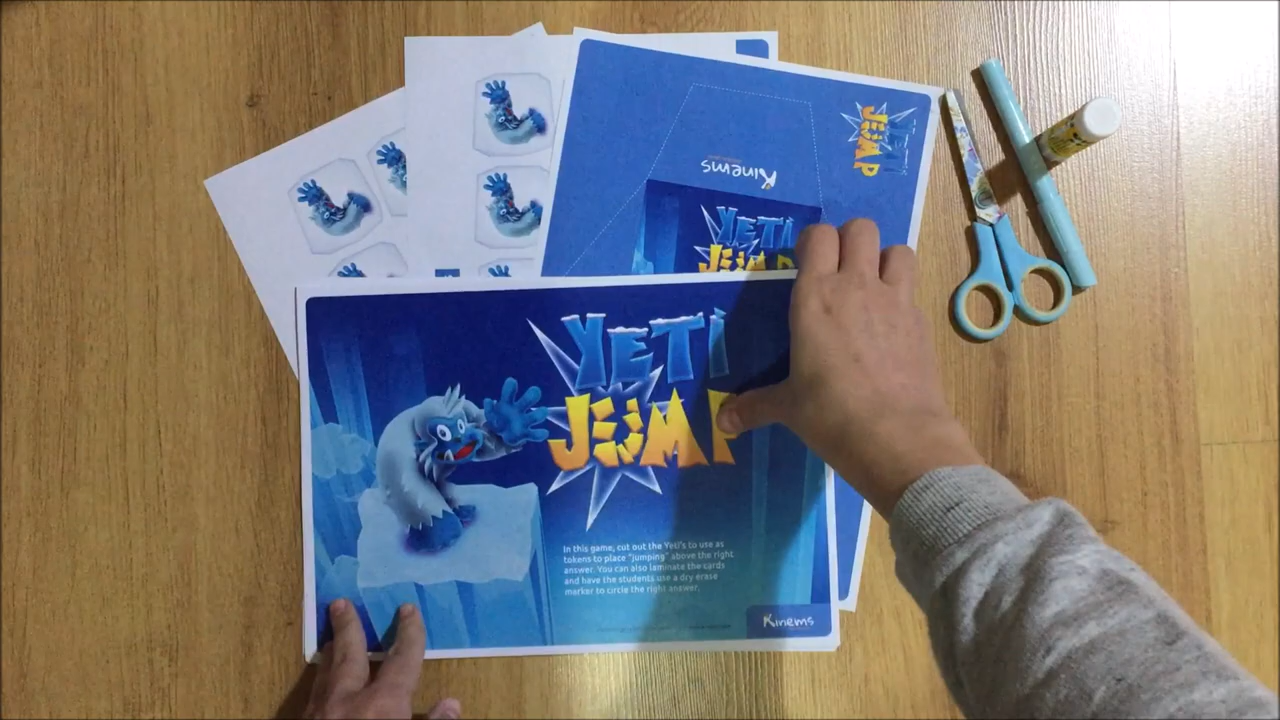 YETI
JUMP
Kinems
YETI
JUMP
YETI
JUMP
In this game, cut out the Yeti's to use as
tokens to place "jumping" above the right
answer. You can also laminate the cards
and have the students use a dry erase
marker to circle the right answer.
Kinems